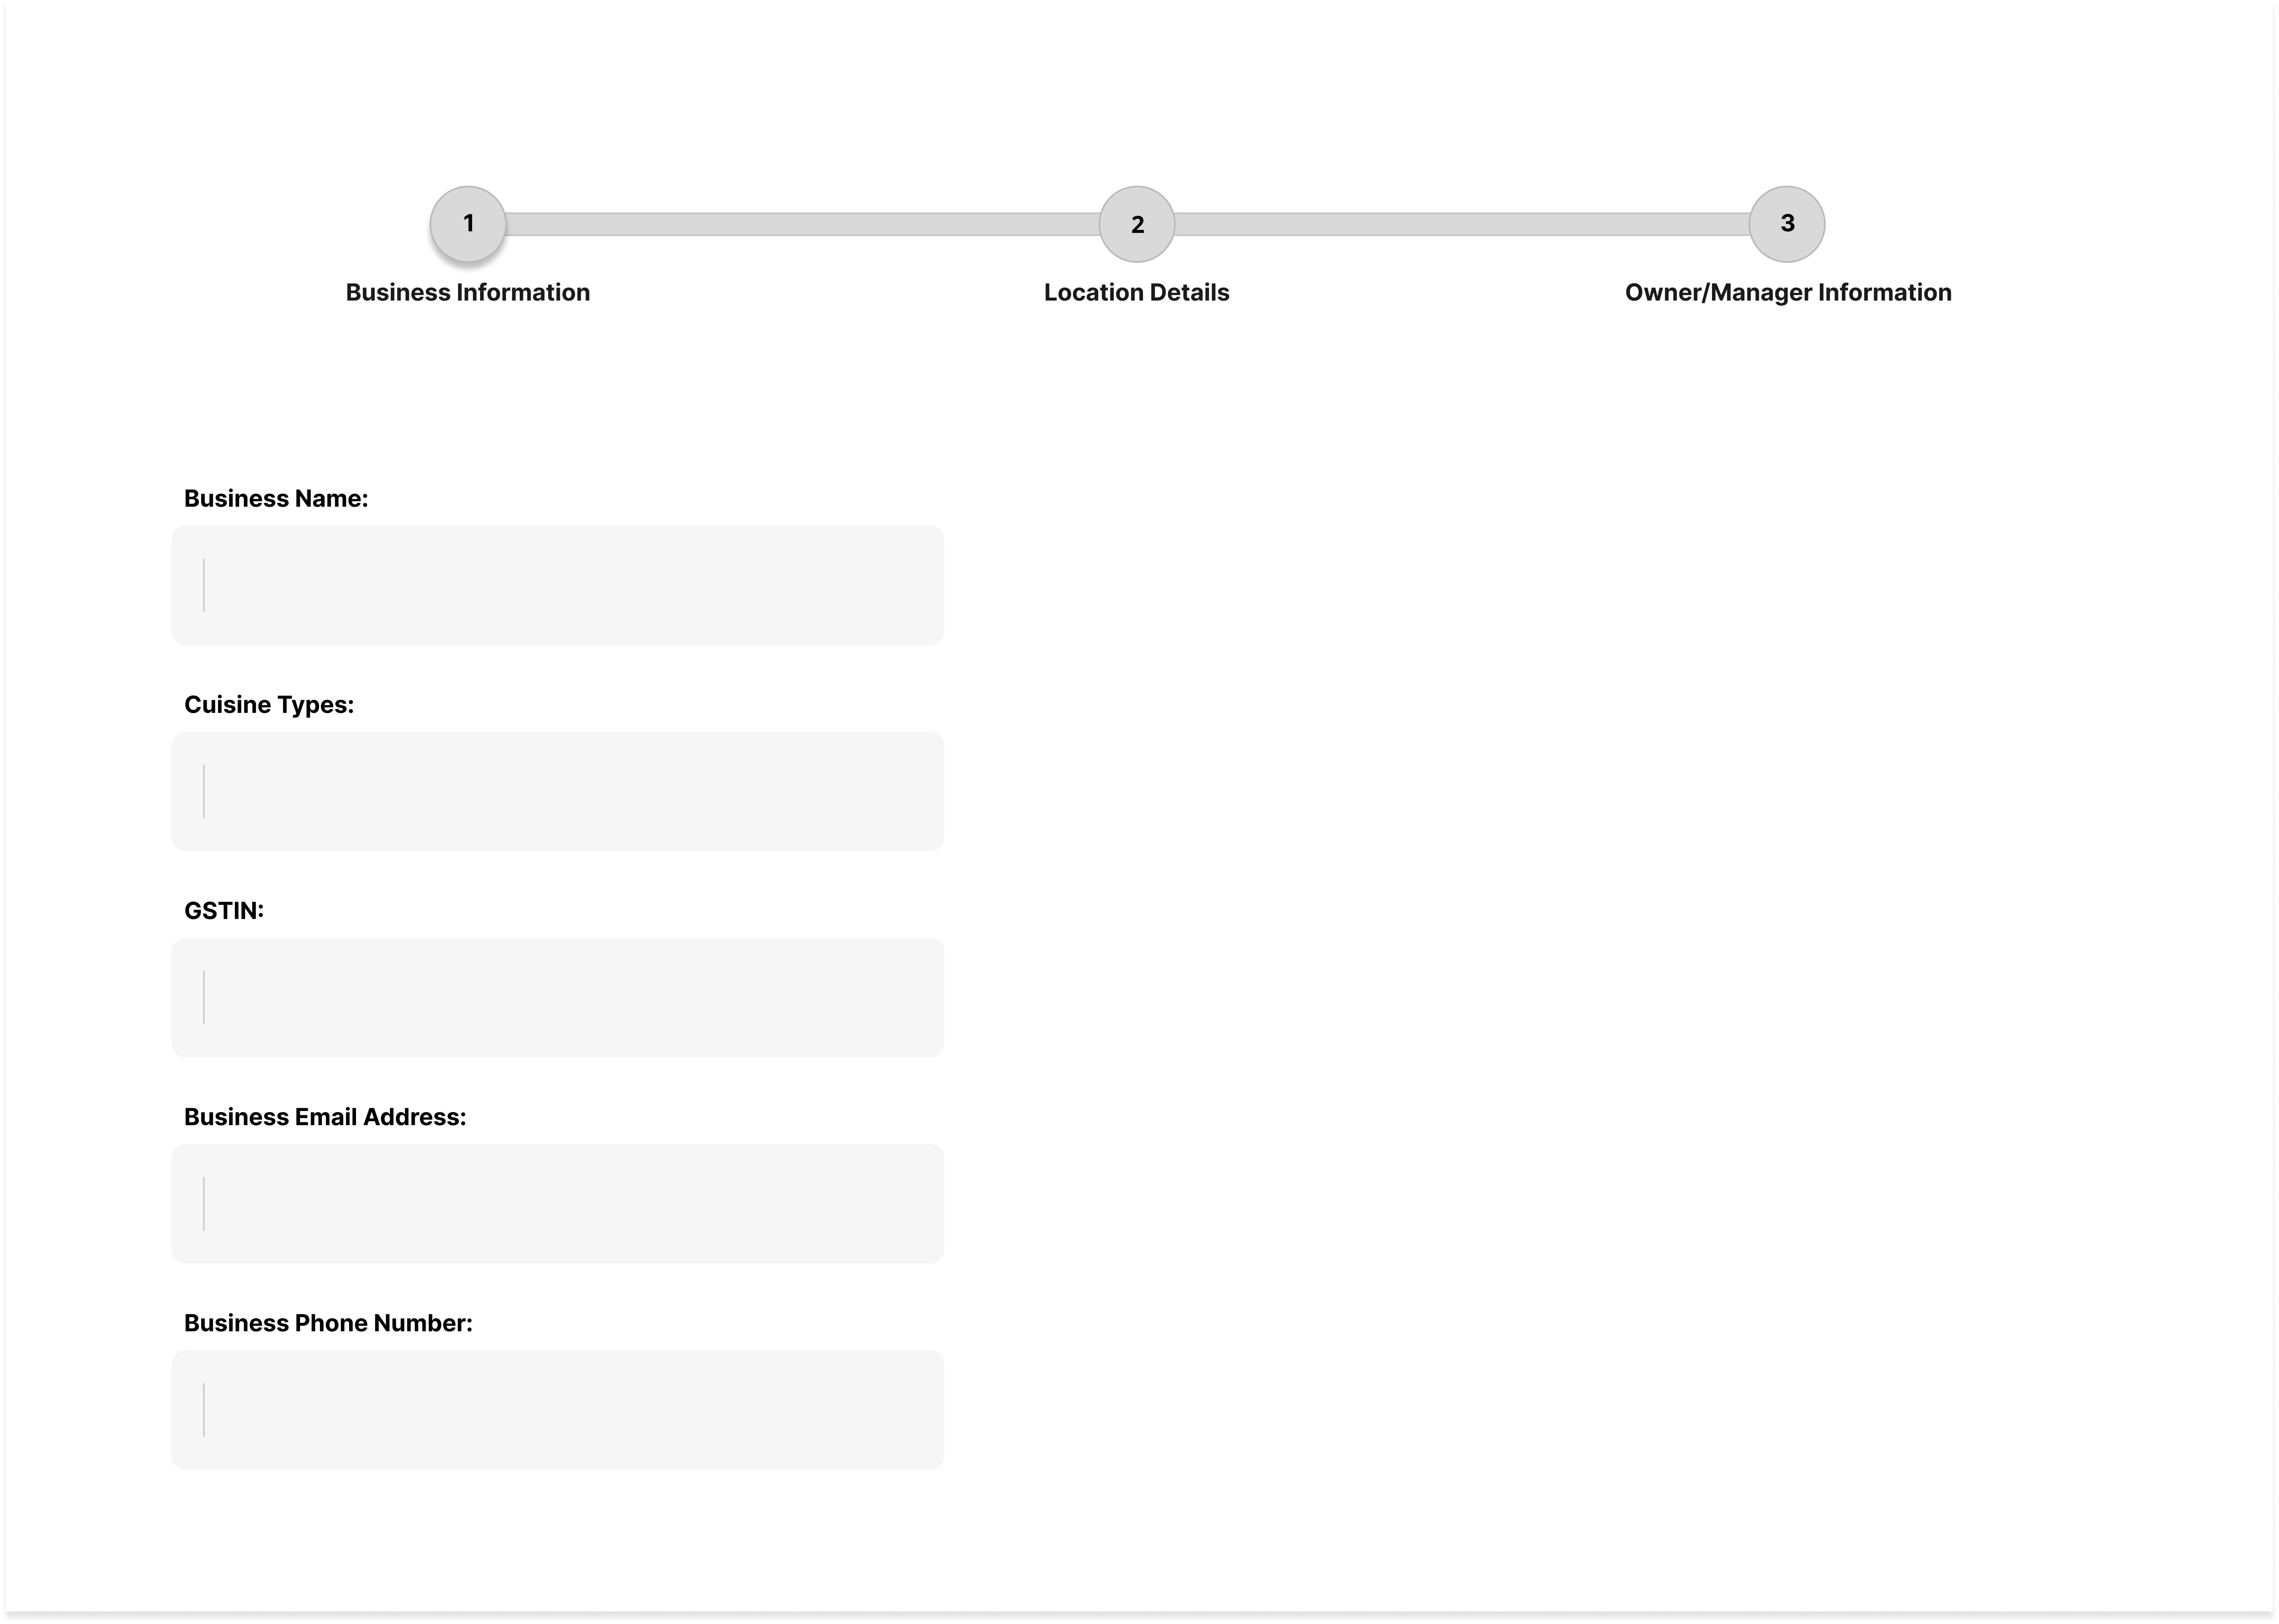 1
2
3
Business Information
Location Details
Owner/Manager Information
Business Name:
Cuisine Types:
GSTIN:
Business Email Address:
Business Phone Number: